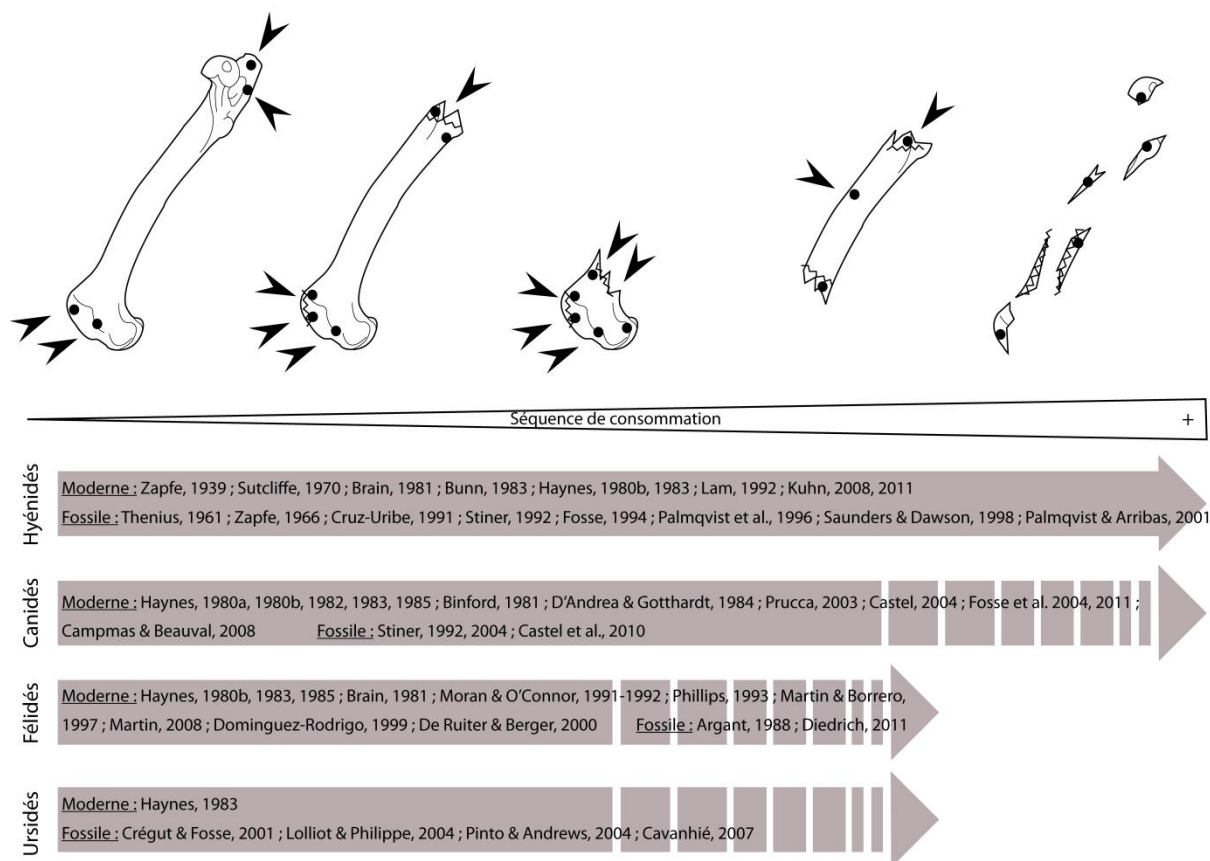 Séquence de consommation
+
Hyénidés
Moderne : Zapfe, 1939 ; Sutcliffe, 1970 ; Brain, 1981 ; Bunn, 1983 ; Haynes, 1980b, 1983 ; Lam, 1992 ; Kuhn, 2008, 2011
Fossile : Thenius, 1961 ; Zapfe, 1966 ; Cruz-Uribe, 1991 ; Stiner, 1992 ; Fosse, 1994 ; Palmqvist et al., 1996 ; Saunders & Dawson, 1998 ; Palmqvist & Arribas, 2001
Canidés
Moderne : Haynes, 1980a, 1980b, 1982, 1983, 1985 ; Binford, 1981 ; D'Andrea & Gotthardt, 1984 ; Prucca, 2003 ; Castel, 2004 ; Fosse et al. 2004, 2011 ;
Campmas & Beauval, 2008 Fossile : Stiner, 1992, 2004 ; Castel et al., 2010
Félidés
Moderne : Haynes, 1980b, 1983, 1985 ; Brain, 1981 ; Moran & O'Connor, 1991-1992 ; Phillips, 1993 ; Martin & Borrero,
1997 ; Martin, 2008 ; Dominguez-Rodrigo, 1999 ; De Ruiter & Berger, 2000 Fossile : Argant, 1988 ; Diedrich, 2011
Ursidés
Moderne : Haynes, 1983
Fossile : Crégut & Fosse, 2001 ; Lolliot & Philippe, 2004 ; Pinto & Andrews, 2004 ; Cavanhié, 2007